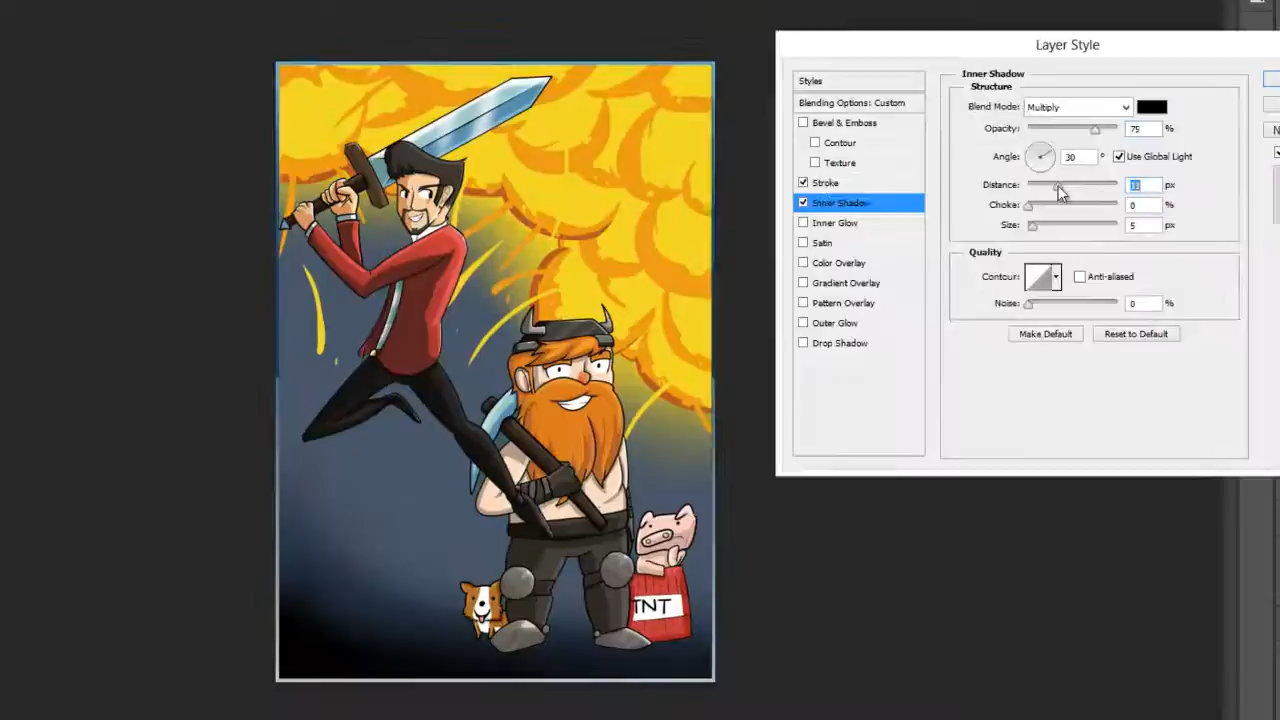 Layer Style
Styles
Blending Options: Custom
Bevel & Emboss
Contour
Texture
Stroke
Inner Shadow
Inner Glow
Satin
Color Overlay
Gradient Overlay
Pattern Overlay
Outer Glow
Drop Shadow
Inner Shadow
Structure
Blend Mode: Multiply
Opacity: 75 %
Angle: 30 ° Use Global Light
Distance: px
Choke: 0 %
Size: 5 px
Quality
Contour: Anti-aliased
Noise: 0 %
Make Default Reset to Default
N
TNT